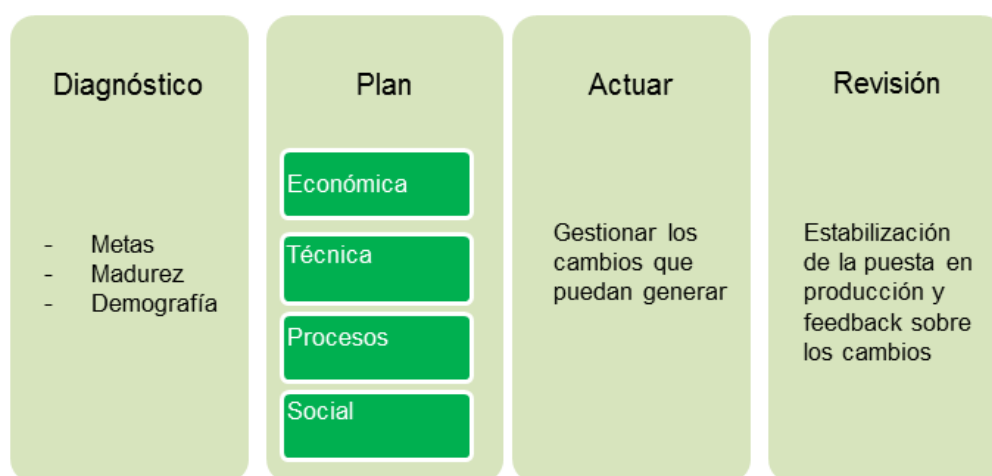 Diagnóstico
- Metas
- Madurez
- Demografía
Plan
Económica
Técnica
Procesos
Social
Actuar
Gestionar los
cambios que
puedan generar
Revisión
Estabilización
de la puesta en
producción y
feedback sobre
los cambios